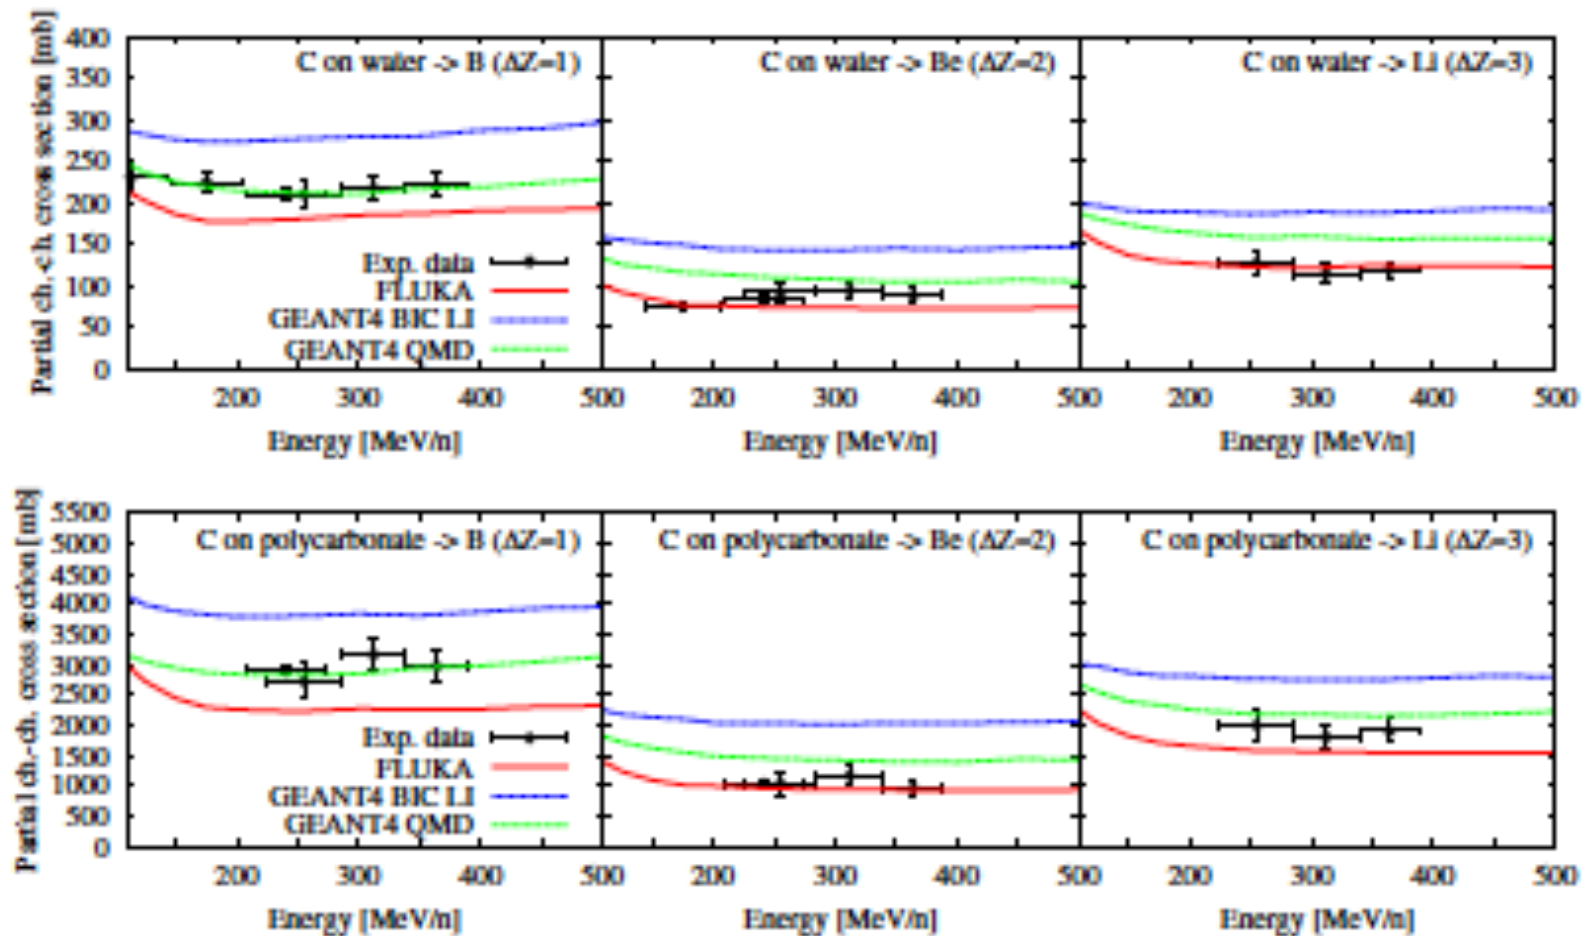 Partial ch.-ch. cross section [mb]
400
350
300
250
200
150
100
50
0
C on water -> B (ΔZ=1)
C on water -> Be (ΔZ=2)
C on water -> Li (ΔZ=3)
Exp. data
FLUKA
GEANT4 BIC LI
GEANT4 QMD
200 300 400 500 200 300 400 500 200 300 400 500
Energy [MeV/n] Energy [MeV/n] Energy [MeV/n]
Partial ch.-ch. cross section [mb]
5500
5000
4500
4000
3500
3000
2500
2000
1500
1000
500
0
C on polycarbonate -> B (ΔZ=1)
C on polycarbonate -> Be (ΔZ=2)
C on polycarbonate -> Li (ΔZ=3)
Exp. data
FLUKA
GEANT4 BIC LI
GEANT4 QMD
200 300 400 500 200 300 400 500 200 300 400 500
Energy [MeV/n] Energy [MeV/n] Energy [MeV/n]